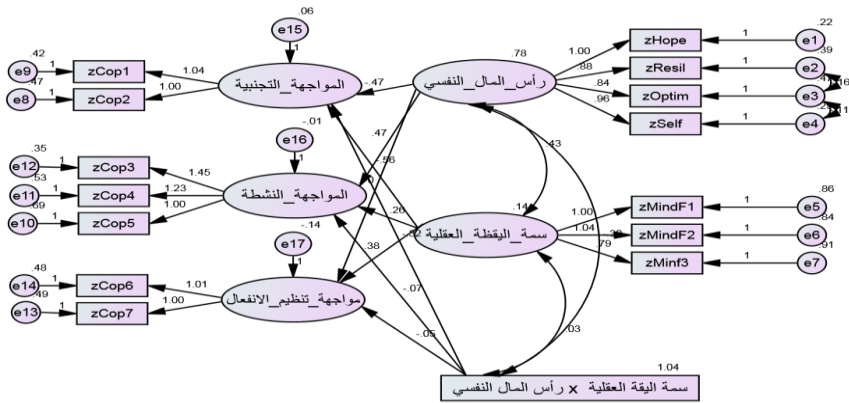 .06
e15
1
.42
e9
1
zCop1
1.04
.47
e8
1
zCop2
1.00
المواجهة_التجنبية
-.47
.78
رأس_المال_النفسي
1.00
zHope
1
.22
e1
.88
zResil
1
.39
e2
.84
zOptim
1
e3
.96
zSelf
1
e4
-.01
e16
1
.47
.43
.35
e12
1
zCop3
1.45
.53
e11
1
zCop4
1.23
.69
e10
1
zCop5
1.00
المواجهة_النشطة
.26
.14
سمة_اليقظة_العقلية
1.00
zMindF1
1
.86
e5
1.04
zMindF2
1
.84
e6
.79
zMinf3
1
.91
e7
-.14
e17
1
.38
.48
e14
1
zCop6
1.01
.49
e13
1
zCop7
1.00
مواجهة_تنظيم_الانفعال
-.07
-.05
.03
1.04
سمة اليقة العقلية x رأس المال النفسي